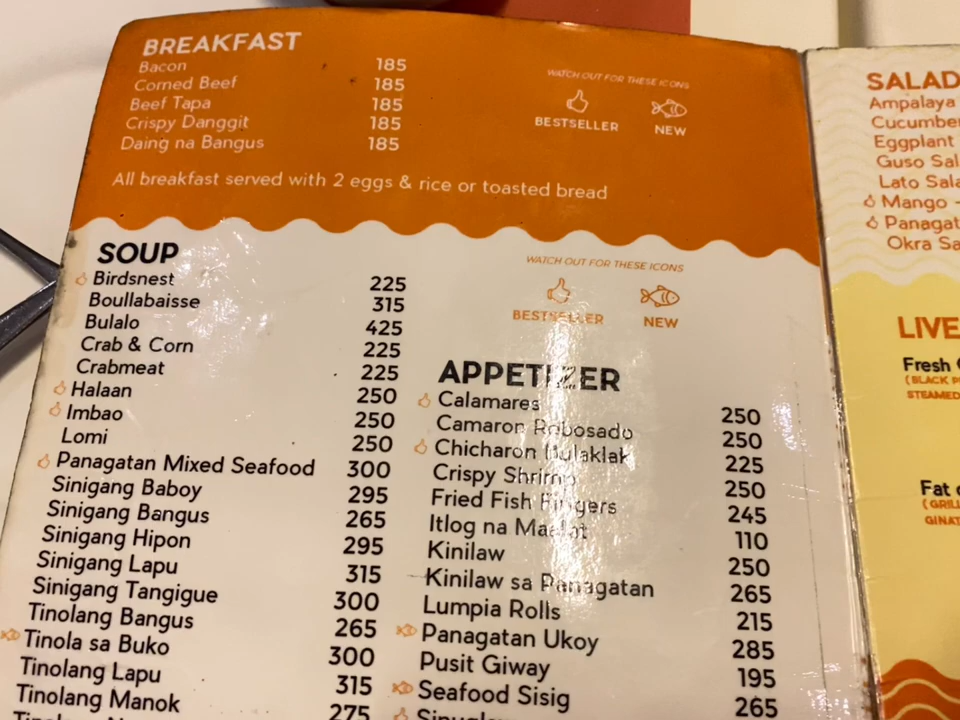 BREAKFAST
Bacon 185
Corned Beef 185
Beef Tapa 185
Crispy Danggit 185
Daing na Bangus 185
All breakfast served with 2 eggs & rice or toasted bread
WATCH OUT FOR THESE ICONS
BESTSELLER NEW
SOUP
Birdsnest 225
Boullabaisse 315
Bulalo 425
Crab & Corn 225
Crabmeat 225
Halaan 250
Imbao 250
Lomi 250
Panagatan Mixed Seafood 300
Sinigang Baboy 295
Sinigang Bangus 265
Sinigang Hipon 295
Sinigang Lapu 315
Sinigang Tangigue 300
Tinolang Bangus 265
Tinola sa Buko 300
Tinolang Lapu 315
Tinolang Manok 275
WATCH OUT FOR THESE ICONS
BESTSELLER NEW
APPETIZER
Calamares 250
Camaron Robosado 250
Chicharon Bulaklak 225
Crispy Shrimp 250
Fried Fish Fingers 245
Itlog na Maalat 110
Kinilaw 250
Kinilaw sa Panagatan 265
Lumpia Rolls 215
Panagatan Ukoy 285
Pusit Giway 195
Seafood Sisig 265
SALAD
Ampalaya
Cucumber
Eggplant
Guso Sal
Lato Sala
Mango -
Panagat
Okra Sa
LIVE
Fresh
(BLACK P
STEAMED
Fat
(GRILL
GINAT